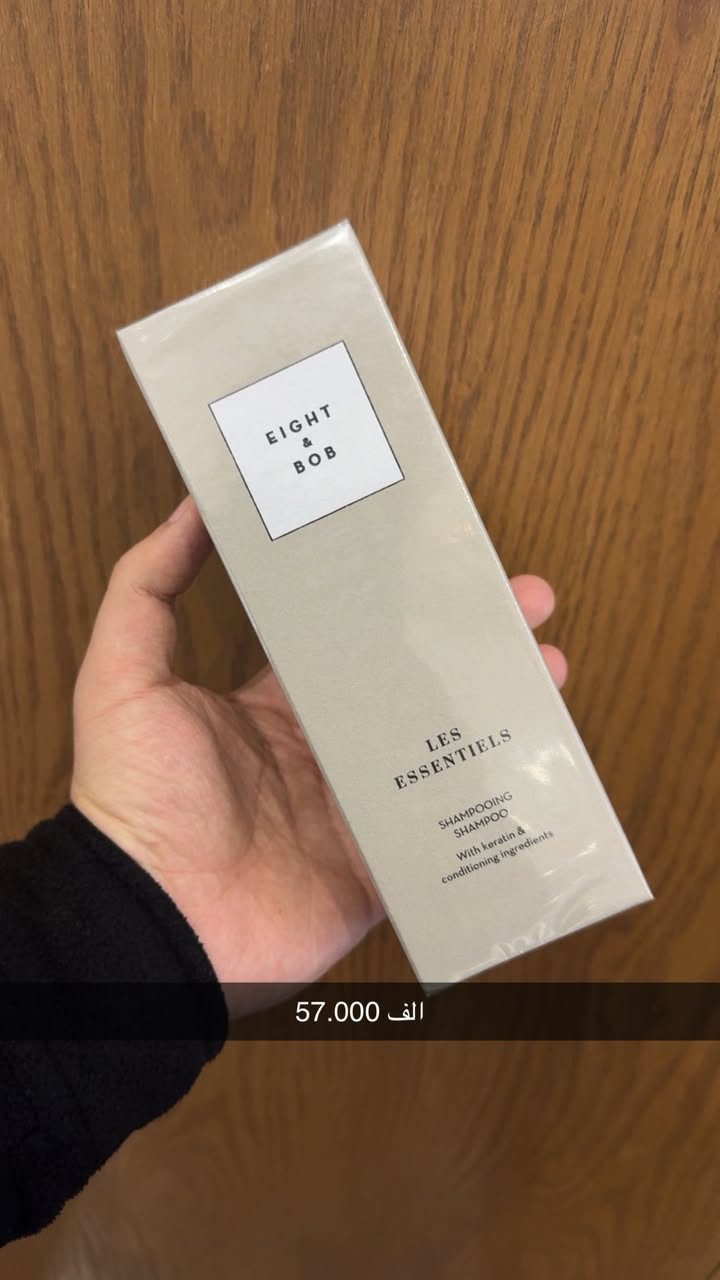 EIGHT
&
BOB
LES
ESSENTIELS
SHAMPOOING
SHAMPOO
With keratin &
conditioning ingredients
57.000 الف